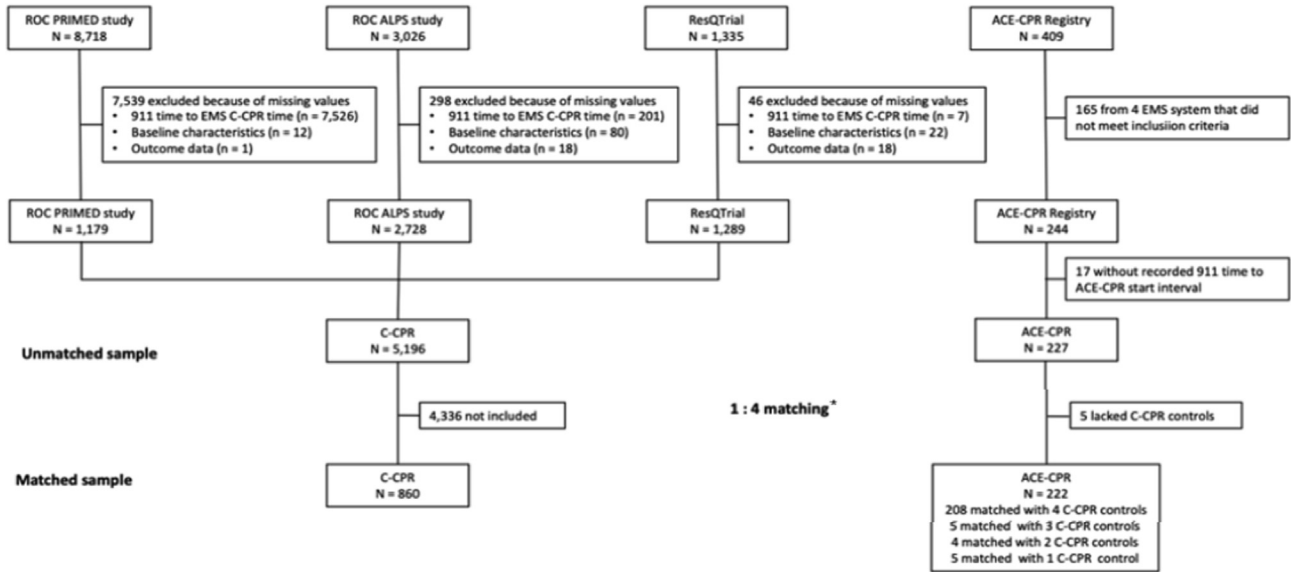 ROC PRIMED study
N = 8,718
ROC ALPS study
N = 3,026
ResQTrial
N = 1,335
ACE-CPR Registry
N = 409
7,539 excluded because of missing values
• 911 time to EMS C-CPR time (n = 7,526)
• Baseline characteristics (n = 12)
• Outcome data (n = 1)
298 excluded because of missing values
• 911 time to EMS C-CPR time (n = 201)
• Baseline characteristics (n = 80)
• Outcome data (n = 18)
46 excluded because of missing values
• 911 time to EMS C-CPR time (n = 7)
• Baseline characteristics (n = 22)
• Outcome data (n = 18)
165 from 4 EMS system that did
not meet inclusiion criteria
ROC PRIMED study
N = 1,179
ROC ALPS study
N = 2,728
ResQTrial
N = 1,289
ACE-CPR Registry
N = 244
17 without recorded 911 time to
ACE-CPR start interval
Unmatched sample
C-CPR
N = 5,196
ACE-CPR
N = 227
4,336 not included
1 : 4 matching*
5 lacked C-CPR controls
Matched sample
C-CPR
N = 860
ACE-CPR
N = 222
208 matched with 4 C-CPR controls
5 matched with 3 C-CPR controls
4 matched with 2 C-CPR controls
5 matched with 1 C-CPR control